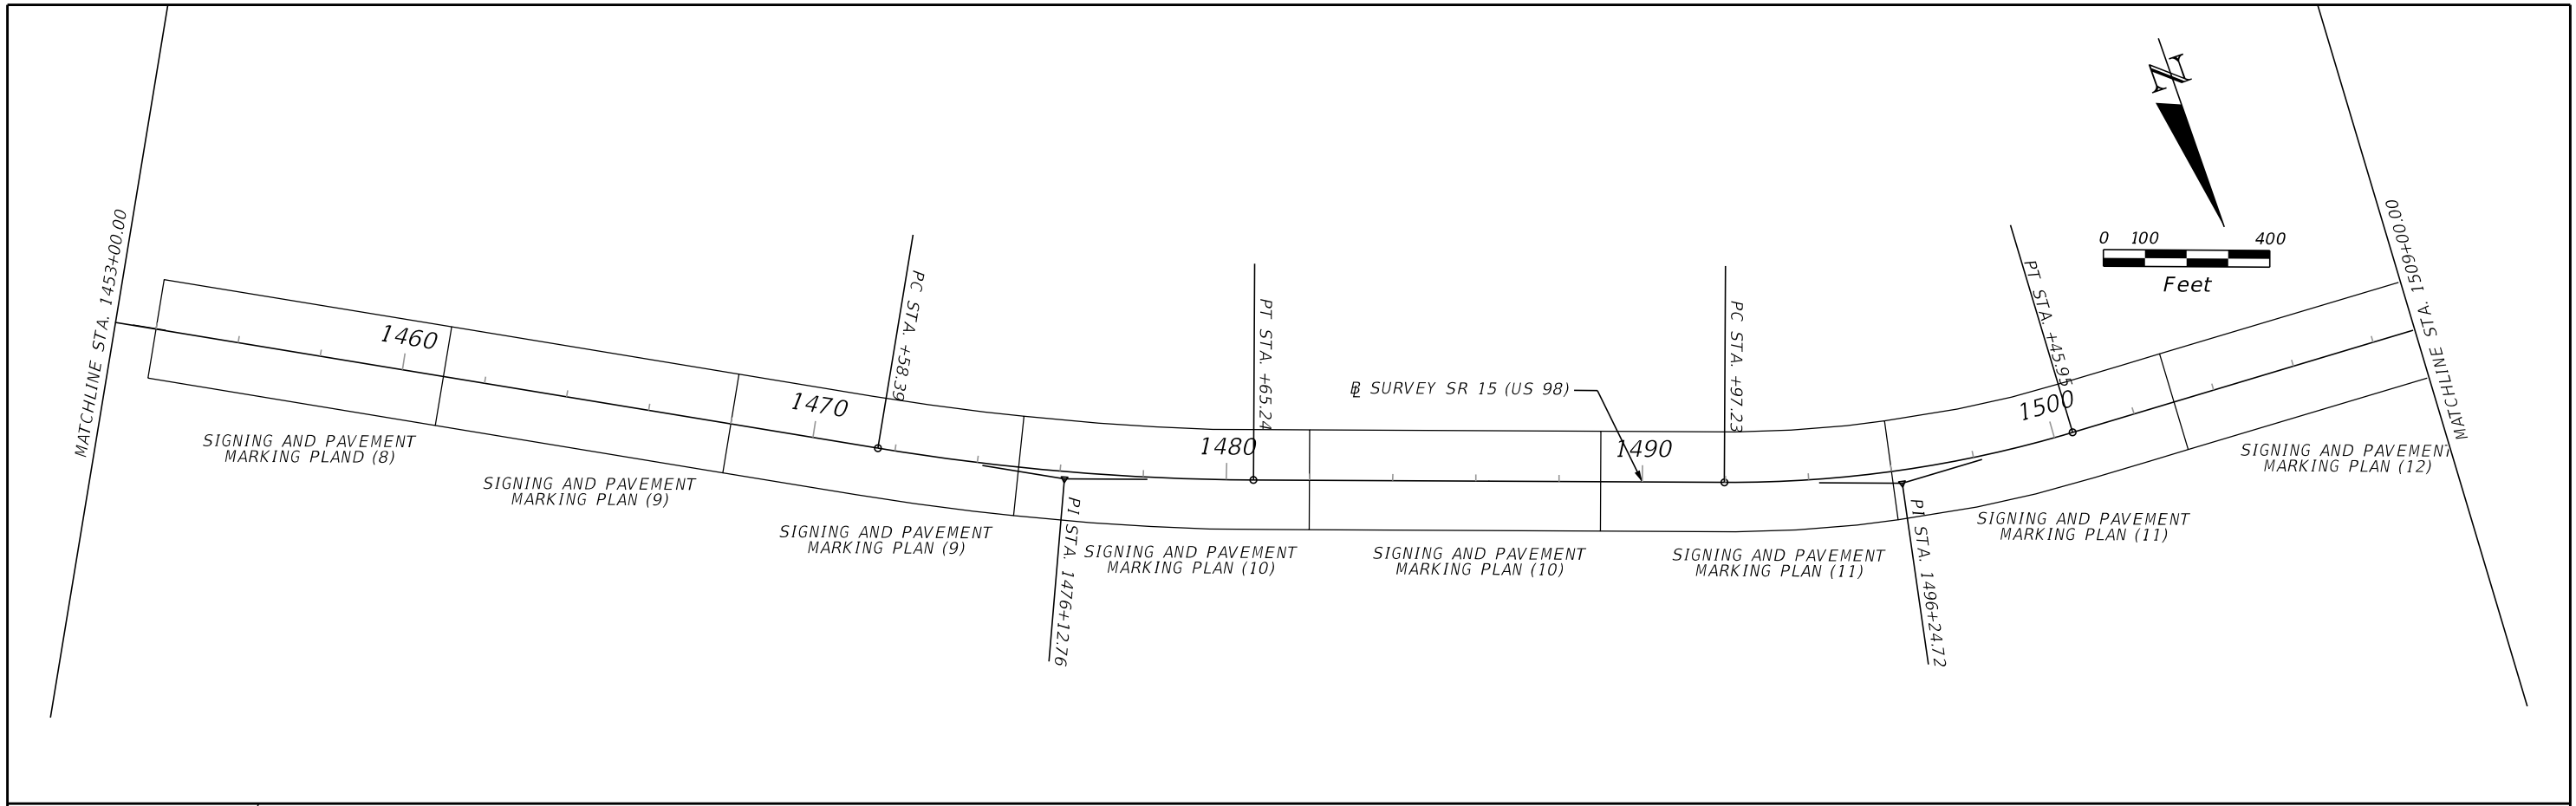 MATCHLINE STA. 1453+00.00
1460
SIGNING AND PAVEMENT
MARKING PLAND (8)
SIGNING AND PAVEMENT
MARKING PLAN (9)
1470
PC STA. +58.39
SIGNING AND PAVEMENT
MARKING PLAN (9)
PI STA. 1476+12.76
1480
PT STA. +65.24
SIGNING AND PAVEMENT
MARKING PLAN (10)
BL SURVEY SR 15 (US 98)
SIGNING AND PAVEMENT
MARKING PLAN (10)
1490
PC STA. +97.23
SIGNING AND PAVEMENT
MARKING PLAN (11)
PI STA. 1496+24.72
1500
PT STA. +45.95
SIGNING AND PAVEMENT
MARKING PLAN (11)
N
0 100 400
Feet
SIGNING AND PAVEMENT
MARKING PLAN (12)
MATCHLINE STA. 1509+00.00